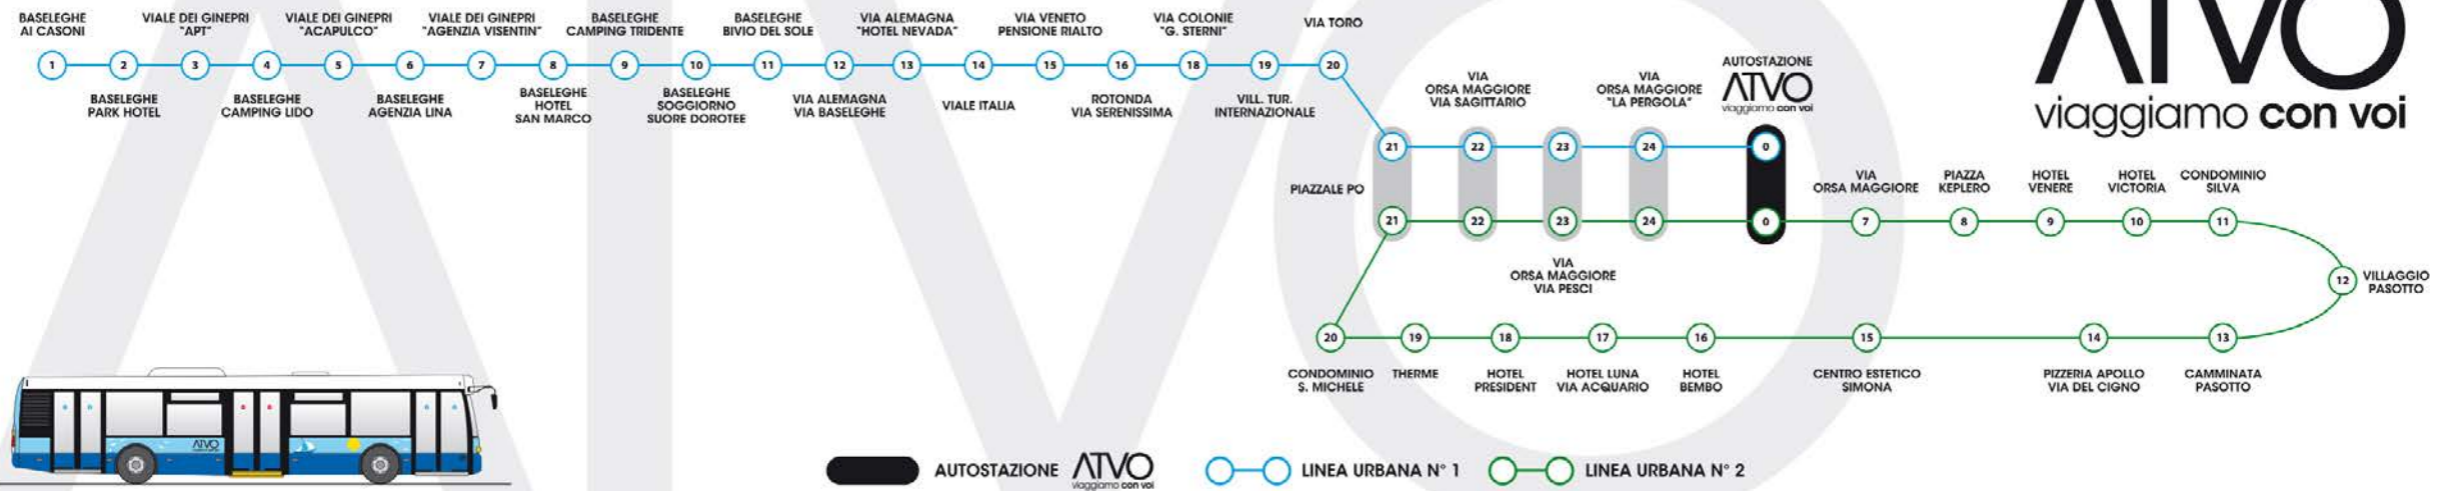 BASELEGHE
AI CASONI
1
BASELEGHE
PARK HOTEL
2
VIALE DEI GINEPRI
"APT"
3
BASELEGHE
CAMPING LIDO
4
VIALE DEI GINEPRI
"ACAPULCO"
5
BASELEGHE
AGENZIA LINA
6
VIALE DEI GINEPRI
"AGENZIA VISENTIN"
7
BASELEGHE
HOTEL
SAN MARCO
8
BASELEGHE
CAMPING TRIDENTE
9
BASELEGHE
SOGGIORNO
SUORE DOROTEE
10
BASELEGHE
BIVIO DEL SOLE
11
VIA ALEMAGNA
VIA BASELEGHE
12
VIA ALEMAGNA
"HOTEL NEVADA"
13
VIALE ITALIA
14
VIA VENETO
PENSIONE RIALTO
15
ROTONDA
VIA SERENISSIMA
16
VIA COLONIE
"G. STERNI"
18
VILL. TUR.
INTERNAZIONALE
19
VIA TORO
20
ATVO
viaggiamo con voi
PIAZZALE PO
21
21
VIA
ORSA MAGGIORE
VIA SAGITTARIO
22
22
23
23
VIA
ORSA MAGGIORE
VIA PESCI
VIA
ORSA MAGGIORE
"LA PERGOLA"
24
24
AUTOSTAZIONE
ATVO
viaggiamo con voi
0
0
VIA
ORSA MAGGIORE
7
PIAZZA
KEPLERO
8
HOTEL
VENERE
9
HOTEL
VICTORIA
10
CONDOMINIO
SILVA
11
12
VILLAGGIO
PASOTTO
13
CAMMINATA
PASOTTO
14
PIZZERIA APOLLO
VIA DEL CIGNO
15
CENTRO ESTETICO
SIMONA
16
HOTEL
BEMBO
17
HOTEL LUNA
VIA ACQUARIO
18
HOTEL
PRESIDENT
19
THERME
20
CONDOMINIO
S. MICHELE
ATVO
AUTOSTAZIONE ATVO
viaggiamo con voi
LINEA URBANA N° 1
LINEA URBANA N° 2
ATVO